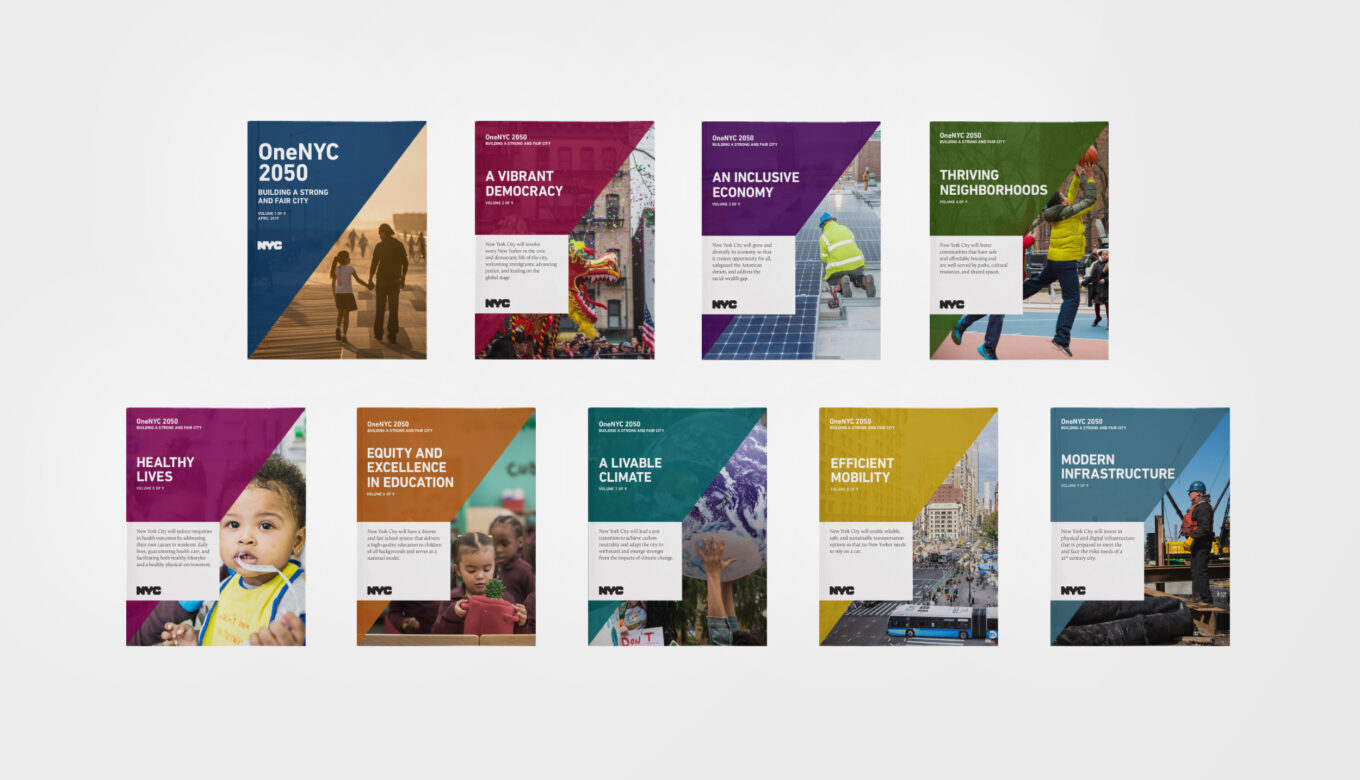 OneNYC
2050
BUILDING A STRONG
AND FAIR CITY
VOLUME 1 OF 9
APRIL 2019
NYC
OneNYC 2050
BUILDING A STRONG AND FAIR CITY
A VIBRANT
DEMOCRACY
VOLUME 2 OF 9
New York City will involve
every New Yorker in the civic
and democratic life of the city,
welcoming immigrants, advancing
justice, and leading on the
global stage.
NYC
OneNYC 2050
BUILDING A STRONG AND FAIR CITY
AN INCLUSIVE
ECONOMY
VOLUME 3 OF 9
New York City will grow and
diversify its economy so that
it creates opportunity for all,
safeguard the American
dream, and address the
racial wealth gap.
NYC
OneNYC 2050
BUILDING A STRONG AND FAIR CITY
THRIVING
NEIGHBORHOODS
VOLUME 4 OF 9
New York City will foster
communities that have safe
and affordable housing and
are well-served by parks, cultural
resources, and shared spaces.
NYC
OneNYC 2050
BUILDING A STRONG AND FAIR CITY
HEALTHY
LIVES
VOLUME 5 OF 9
New York City will reduce inequities
in health outcomes by addressing
their root causes in residents' daily
lives, guaranteeing health care, and
facilitating both healthy lifestyles
and a healthy physical environment.
NYC
OneNYC 2050
BUILDING A STRONG AND FAIR CITY
EQUITY AND
EXCELLENCE
IN EDUCATION
VOLUME 6 OF 9
New York City will have a diverse
and fair school system that delivers
a high-quality education to children
of all backgrounds and serves as a
national model.
NYC
OneNYC 2050
BUILDING A STRONG AND FAIR CITY
A LIVABLE
CLIMATE
VOLUME 7 OF 9
New York City will lead a just
transition to achieve carbon
neutrality and adapt the city to
withstand and emerge stronger
from the impacts of climate change.
NYC
DON'T
OneNYC 2050
BUILDING A STRONG AND FAIR CITY
EFFICIENT
MOBILITY
VOLUME 8 OF 9
New York City will enable reliable,
safe, and sustainable transportation
options so that no New Yorker needs
to rely on a car.
NYC
OneNYC 2050
BUILDING A STRONG AND FAIR CITY
MODERN
INFRASTRUCTURE
VOLUME 9 OF 9
New York City will invest in
physical and digital infrastructure
that is prepared to meet the
and face the risks needs of a
21st century city.
NYC